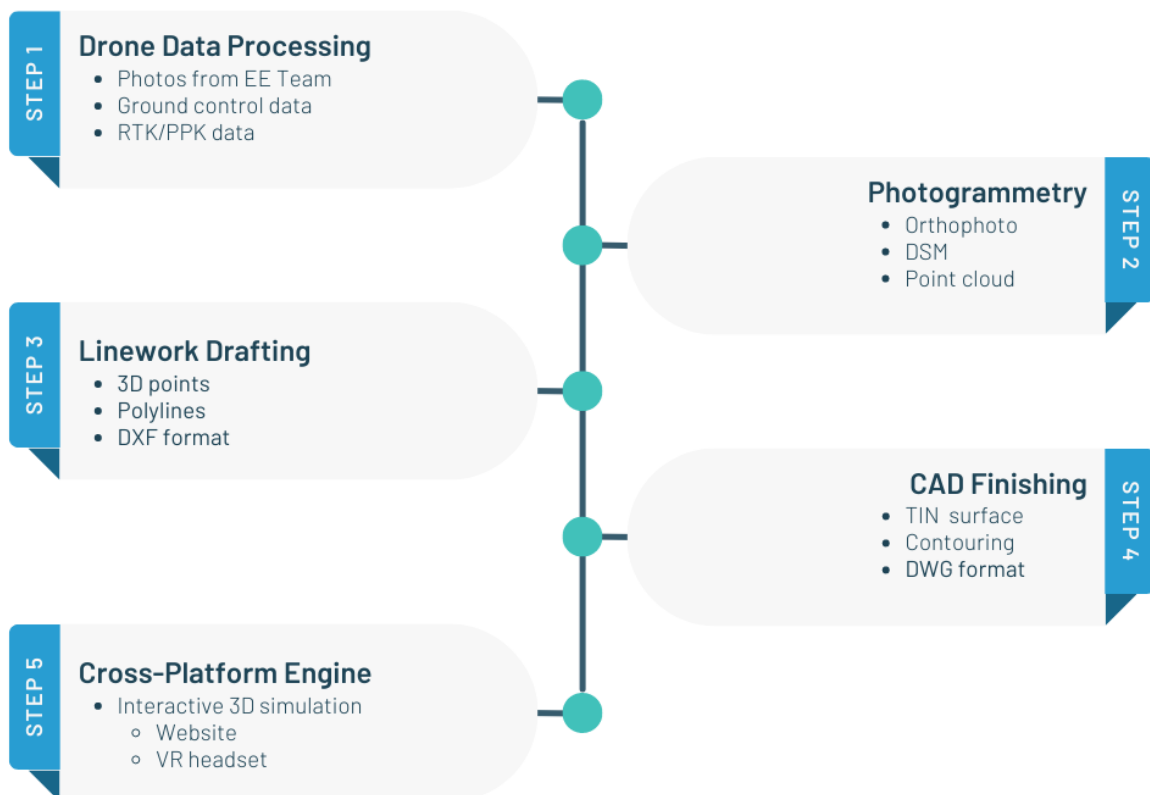 STEP 1
Drone Data Processing
• Photos from EE Team
• Ground control data
• RTK/PPK data
STEP 2
Photogrammetry
• Orthophoto
• DSM
• Point cloud
STEP 3
Linework Drafting
• 3D points
• Polylines
• DXF format
STEP 4
CAD Finishing
• TIN surface
• Contouring
• DWG format
STEP 5
Cross-Platform Engine
• Interactive 3D simulation
◦ Website
◦ VR headset